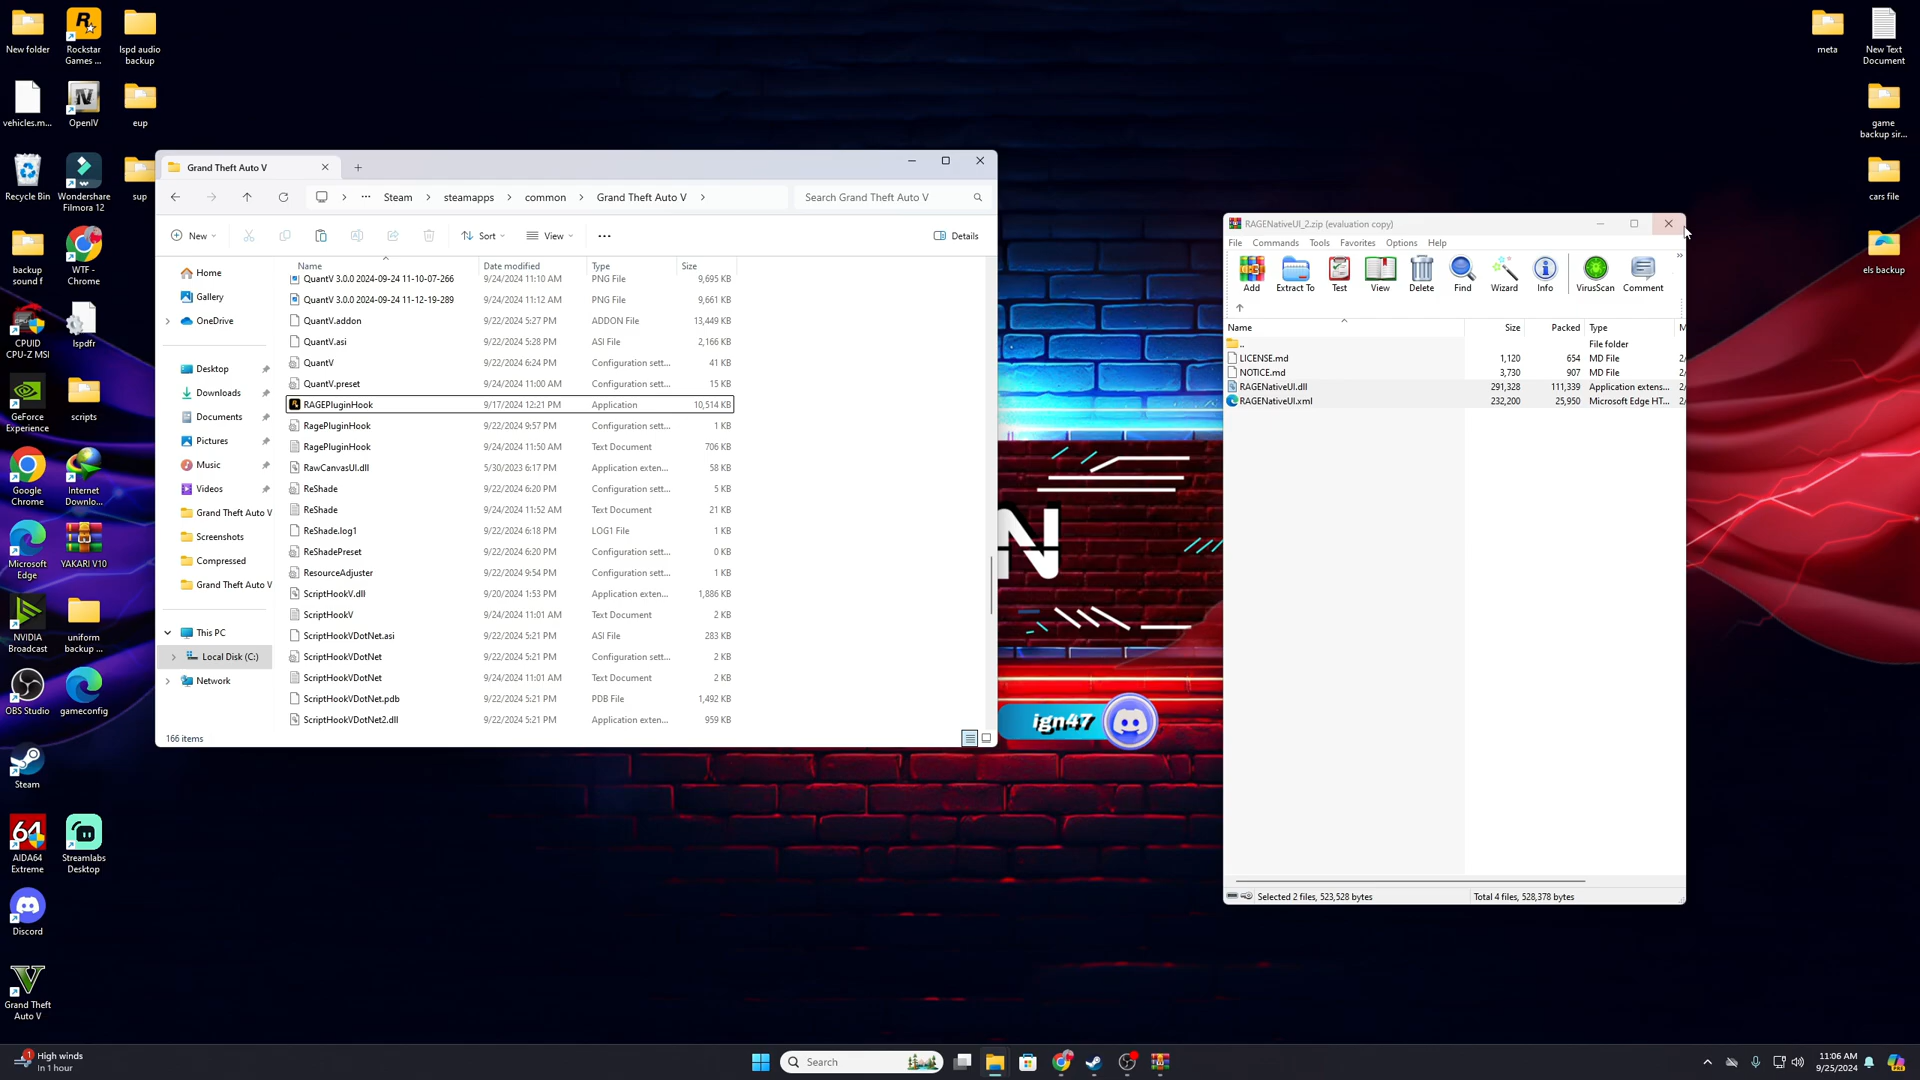 New folder
Rockstar Games ...
lspd audio backup
vehicles.m...
OpenIV
eup
Recycle Bin
Wondershare Filmora 12
sup
backup sound f
WTF - Chrome
CPUID CPU-Z MSI
lspdfr
GeForce Experience
scripts
Google Chrome
Internet Downlo...
Microsoft Edge
YAKARI V10
NVIDIA Broadcast
uniform backup ...
OBS Studio
gameconfig
Steam
AIDA64 Extreme
Streamlabs Desktop
Discord
Grand Theft Auto V
meta
New Text Document
game backup sir...
cars file
els backup
Grand Theft Auto V
Steam
steamapps
common
Grand Theft Auto V
Search Grand Theft Auto V
New
Sort
View
Details
Home
Gallery
OneDrive
Desktop
Downloads
Documents
Pictures
Music
Videos
Grand Theft Auto V
Screenshots
Compressed
Grand Theft Auto V
This PC
Local Disk (C:)
Network
Name Date modified Type Size
QuantV 3.0.0 2024-09-24 11-10-07-266 9/24/2024 11:10 AM PNG File 9,695 KB
QuantV 3.0.0 2024-09-24 11-12-19-289 9/24/2024 11:12 AM PNG File 9,661 KB
QuantV.addon 9/22/2024 5:27 PM ADDON File 13,449 KB
QuantV.asi 9/22/2024 5:28 PM ASI File 2,166 KB
QuantV 9/22/2024 6:24 PM Configuration sett... 41 KB
QuantV.preset 9/24/2024 11:00 AM Configuration sett... 15 KB
RAGEPluginHook 9/17/2024 12:21 PM Application 10,514 KB
RagePluginHook 9/22/2024 9:57 PM Configuration sett... 1 KB
RagePluginHook 9/24/2024 11:50 AM Text Document 706 KB
RawCanvasUI.dll 5/30/2023 6:17 PM Application exten... 58 KB
ReShade 9/22/2024 6:20 PM Configuration sett... 5 KB
ReShade 9/24/2024 11:52 AM Text Document 21 KB
ReShade.log1 9/22/2024 6:18 PM LOG1 File 1 KB
ReShadePreset 9/22/2024 6:20 PM Configuration sett... 0 KB
ResourceAdjuster 9/22/2024 9:54 PM Configuration sett... 1 KB
ScriptHookV.dll 9/20/2024 1:53 PM Application exten... 1,886 KB
ScriptHookV 9/24/2024 11:01 AM Text Document 2 KB
ScriptHookVDotNet.asi 9/22/2024 5:21 PM ASI File 283 KB
ScriptHookVDotNet 9/22/2024 5:21 PM Configuration sett... 2 KB
ScriptHookVDotNet 9/24/2024 11:01 AM Text Document 2 KB
ScriptHookVDotNet.pdb 9/22/2024 5:21 PM PDB File 1,492 KB
ScriptHookVDotNet2.dll 9/22/2024 5:21 PM Application exten... 959 KB
166 items
ign47
RAGENativeUI_2.zip (evaluation copy)
File Commands Tools Favorites Options Help
Add Extract To Test View Delete Find Wizard Info VirusScan Comment
Name Size Packed Type
.. File folder
LICENSE.md 1,120 654 MD File 2/
NOTICE.md 3,730 907 MD File 2/
RAGENativeUI.dll 291,328 111,339 Application extens... 2/
RAGENativeUI.xml 232,200 25,950 Microsoft Edge HT... 2/
Selected 2 files, 523,528 bytes
Total 4 files, 528,378 bytes
1
High winds
In 1 hour
Search
11:06 AM
9/25/2024